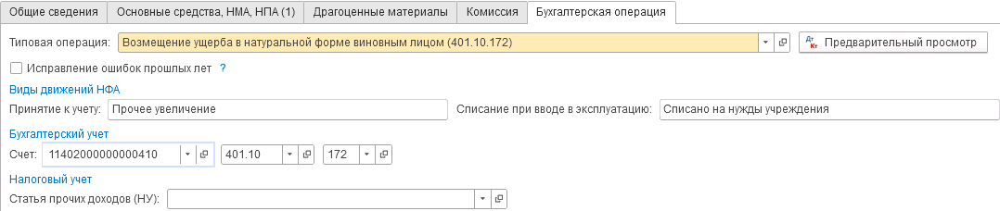 Общие сведения Основные средства, НМА, НПА (1) Драгоценные материалы Комиссия Бухгалтерская операция
Типовая операция: Возмещение ущерба в натуральной форме виновным лицом (401.10.172) Дт Кт Предварительный просмотр
Исправление ошибок прошлых лет ?
Виды движений НФА
Принятие к учету: Прочее увеличение Списание при вводе в эксплуатацию: Списано на нужды учреждения
Бухгалтерский учет
Счет: 11402000000000410 401.10 172
Налоговый учет
Статья прочих доходов (НУ):